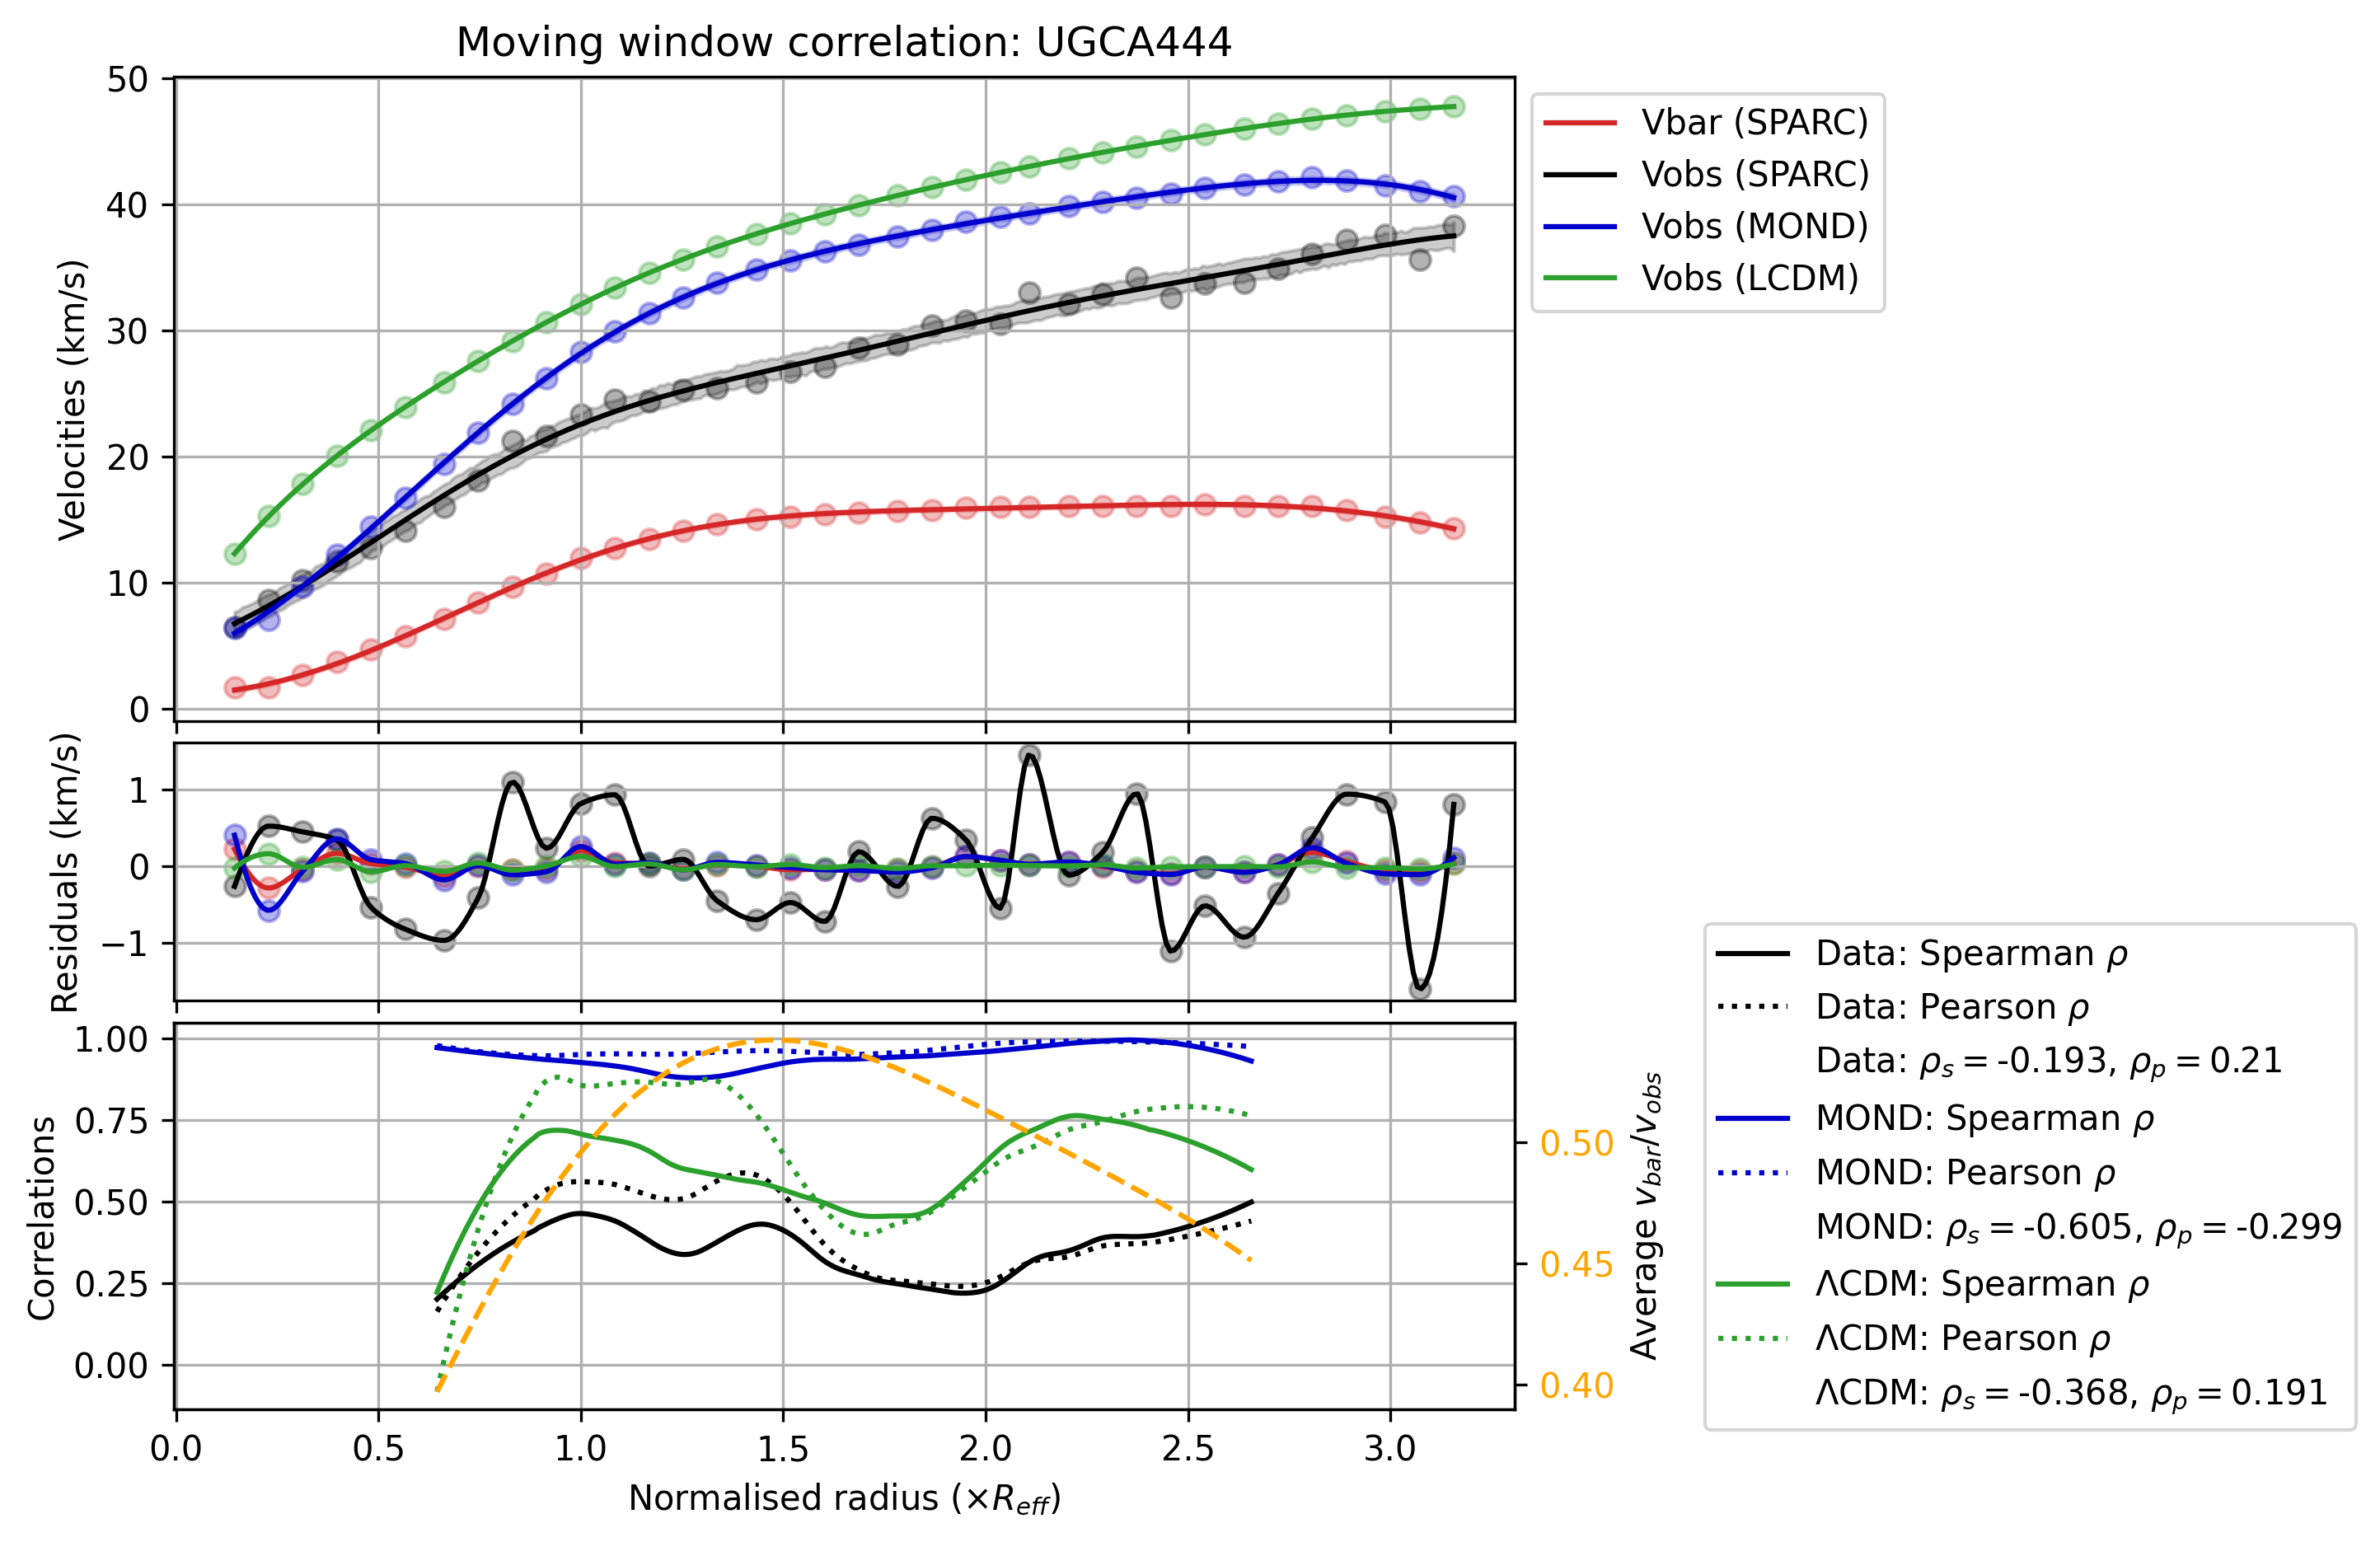 Moving window correlation: UGCA444
50
40
30
20
10
0
Velocities (km/s)
Vbar (SPARC)
Vobs (SPARC)
Vobs (MOND)
Vobs (LCDM)
1
0
−1
Residuals (km/s)
1.00
0.75
0.50
0.25
0.00
Correlations
0.50
0.45
0.40
Average v_bar/v_obs
0.0 0.5 1.0 1.5 2.0 2.5 3.0
Normalised radius (×R_eff)
Data: Spearman ρ
Data: Pearson ρ
Data: ρ_s = -0.193, ρ_p = 0.21
MOND: Spearman ρ
MOND: Pearson ρ
MOND: ρ_s = -0.605, ρ_p = -0.299
ΛCDM: Spearman ρ
ΛCDM: Pearson ρ
ΛCDM: ρ_s = -0.368, ρ_p = 0.191